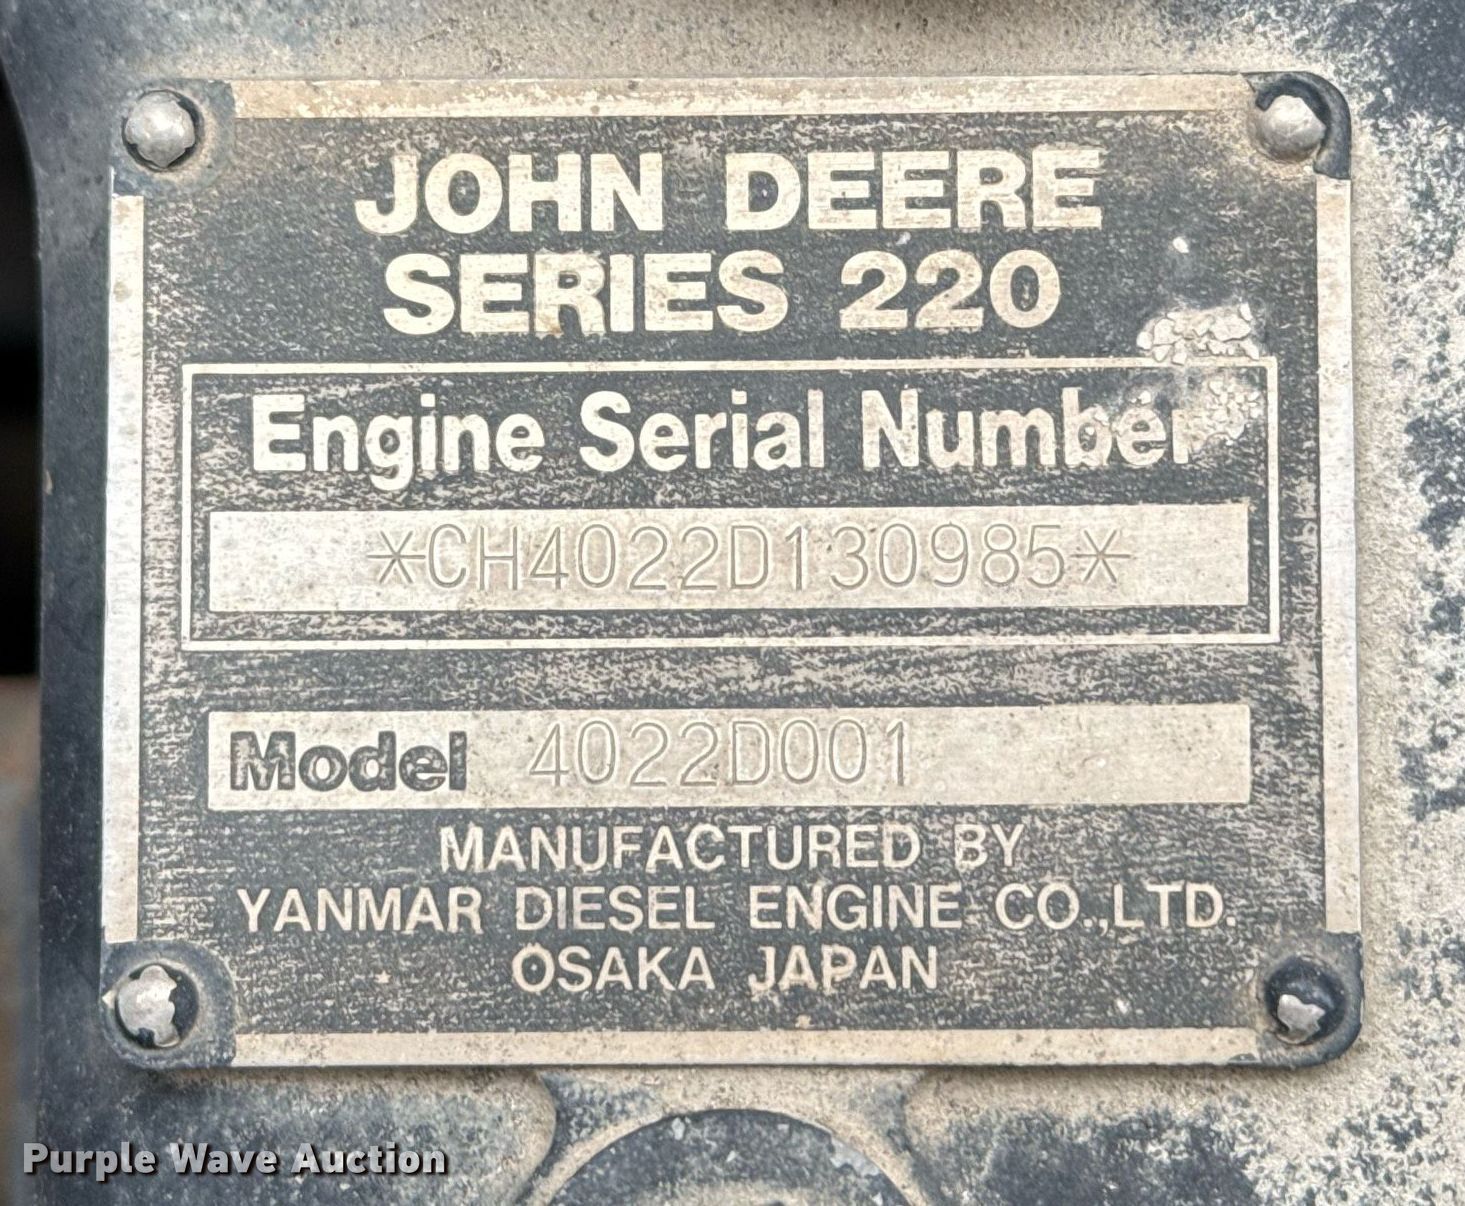 JOHN DEERE
SERIES 220
Engine Serial Number
*CH4022D130985*
Model 4022D001
MANUFACTURED BY
YANMAR DIESEL ENGINE CO.,LTD.
OSAKA JAPAN
Purple Wave Auction